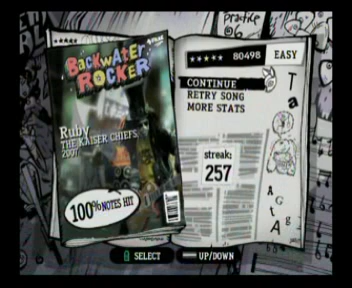 Practice
BACKWATER
ROCKER
Ruby
THE KAISER CHIEFS,
2007
100% NOTES HIT
80498
EASY
CONTINUE
RETRY SONG
MORE STATS
streak:
257
SELECT
UP/DOWN